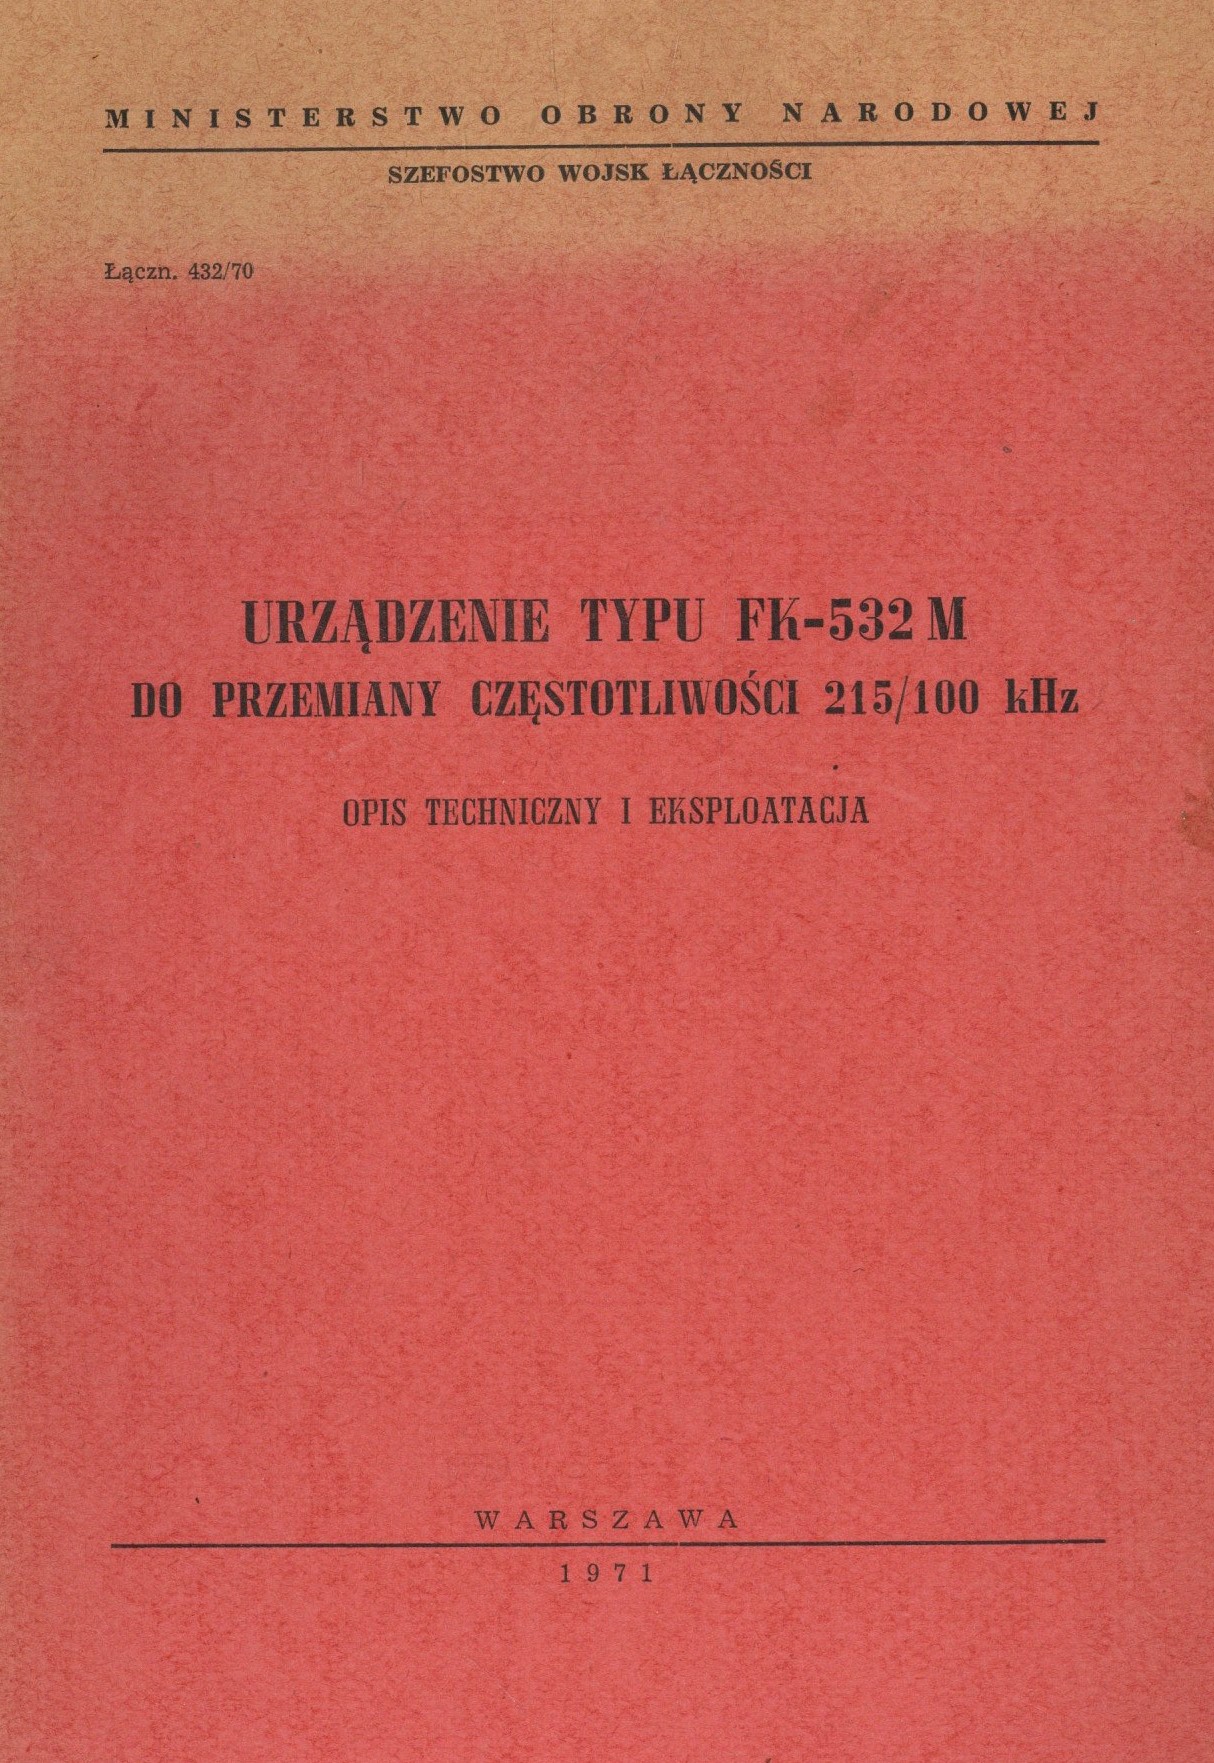 MINISTERSTWO OBRONY NARODOWEJ
SZEFOSTWO WOJSK ŁĄCZNOŚCI
Łączn. 432/70
URZĄDZENIE TYPU FK-532 M
DO PRZEMIANY CZĘSTOTLIWOŚCI 215/100 kHz
OPIS TECHNICZNY I EKSPLOATACJA
WARSZAWA
1971